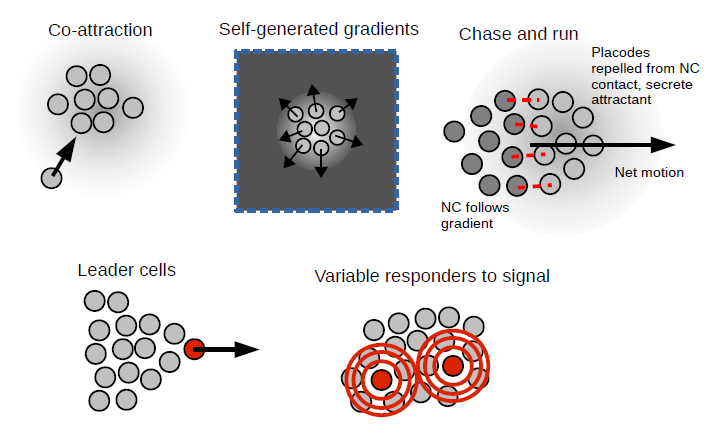 Co-attraction
Self-generated gradients
Chase and run
Placodes
repelled from NC
contact, secrete
attractant
Net motion
NC follows
gradient
Leader cells
Variable responders to signal